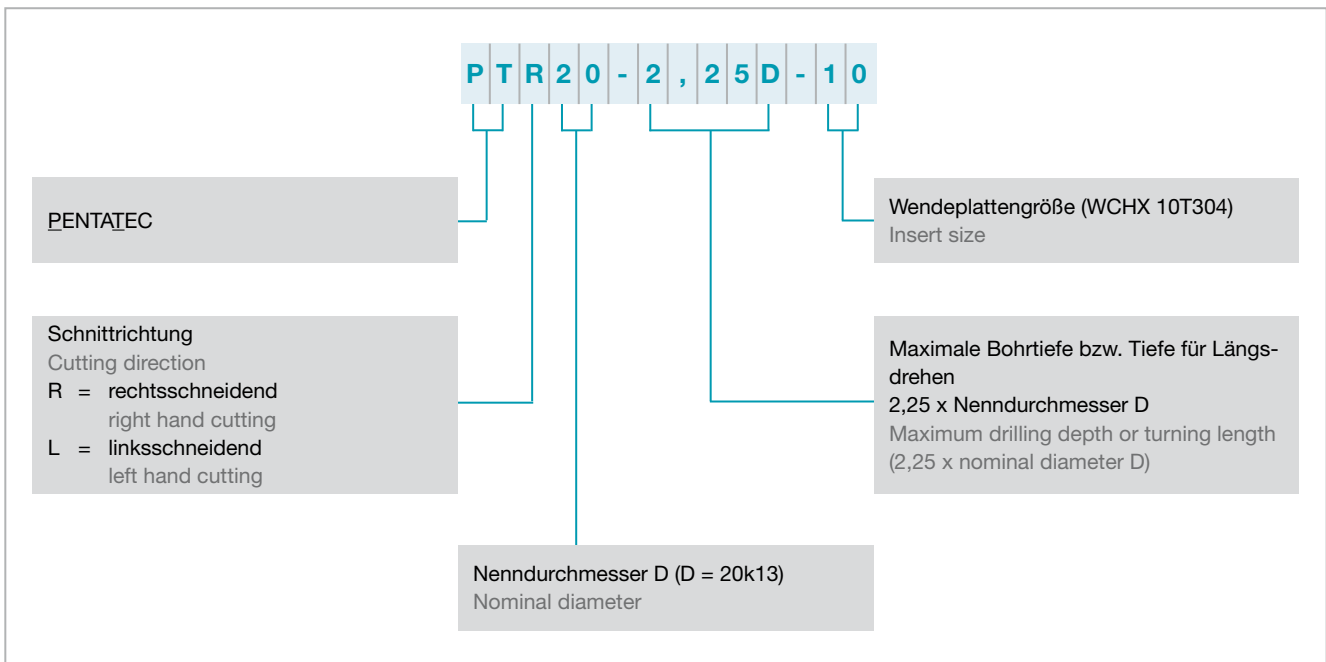 PTR20-2,25D-10
PENTATEC
Wendeplattengröße (WCHX 10T304)
Insert size
Schnittrichtung
Cutting direction
R = rechtsschneidend
right hand cutting
L = linksschneidend
left hand cutting
Maximale Bohrtiefe bzw. Tiefe für Längs-
drehen
2,25 x Nenndurchmesser D
Maximum drilling depth or turning length
(2,25 x nominal diameter D)
Nenndurchmesser D (D = 20k13)
Nominal diameter